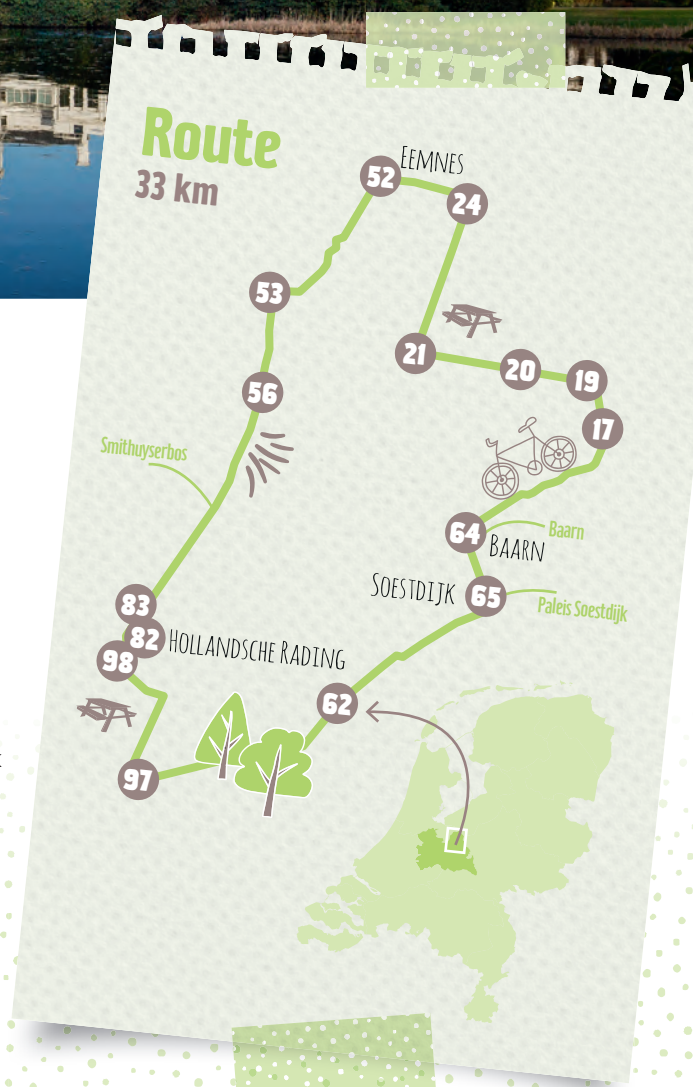 Route
33 km
Eemnes
52
24
53
21
20
19
56
17
Smithuyserbos
64
Baarn
Baarn
Soestdijk
65
Paleis Soestdijk
83
82
Hollandsche Rading
98
62
97